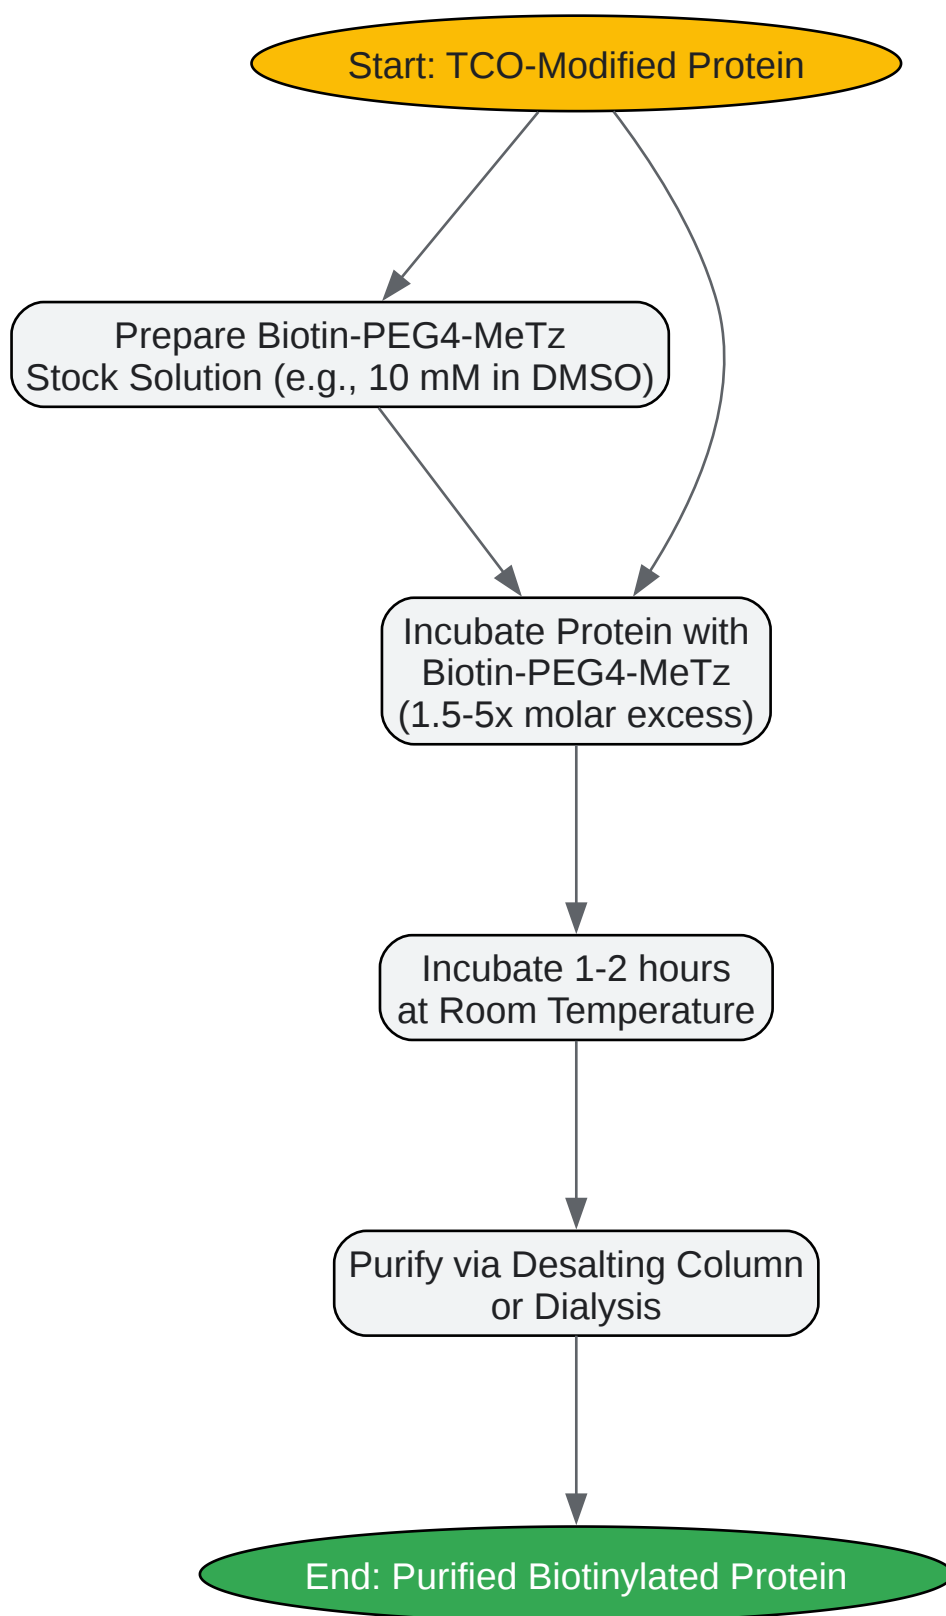 Start: TCO-Modified Protein
Prepare Biotin-PEG4-MeTz
Stock Solution (e.g., 10 mM in DMSO)
Incubate Protein with
Biotin-PEG4-MeTz
(1.5-5x molar excess)
Incubate 1-2 hours
at Room Temperature
Purify via Desalting Column
or Dialysis
End: Purified Biotinylated Protein